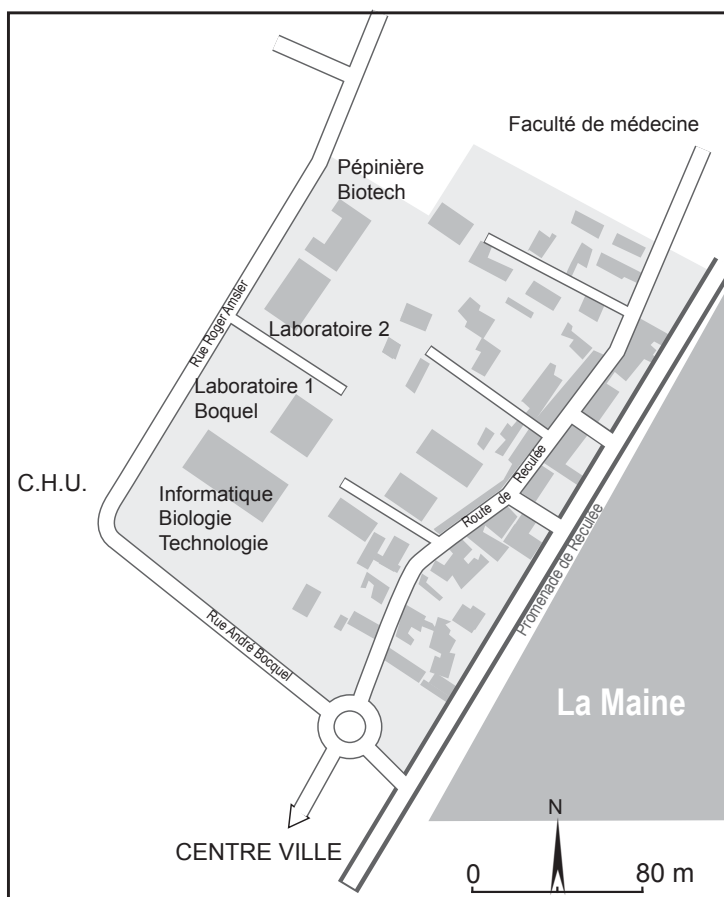 Faculté de médecine
Pépinière
Biotech
Rue Roger Amsler
Laboratoire 2
Laboratoire 1
Boquel
C.H.U.
Informatique
Biologie
Technologie
Route de Reculée
Promenade de Reculée
Rue André Bocquel
La Maine
CENTRE VILLE
N
0 80 m